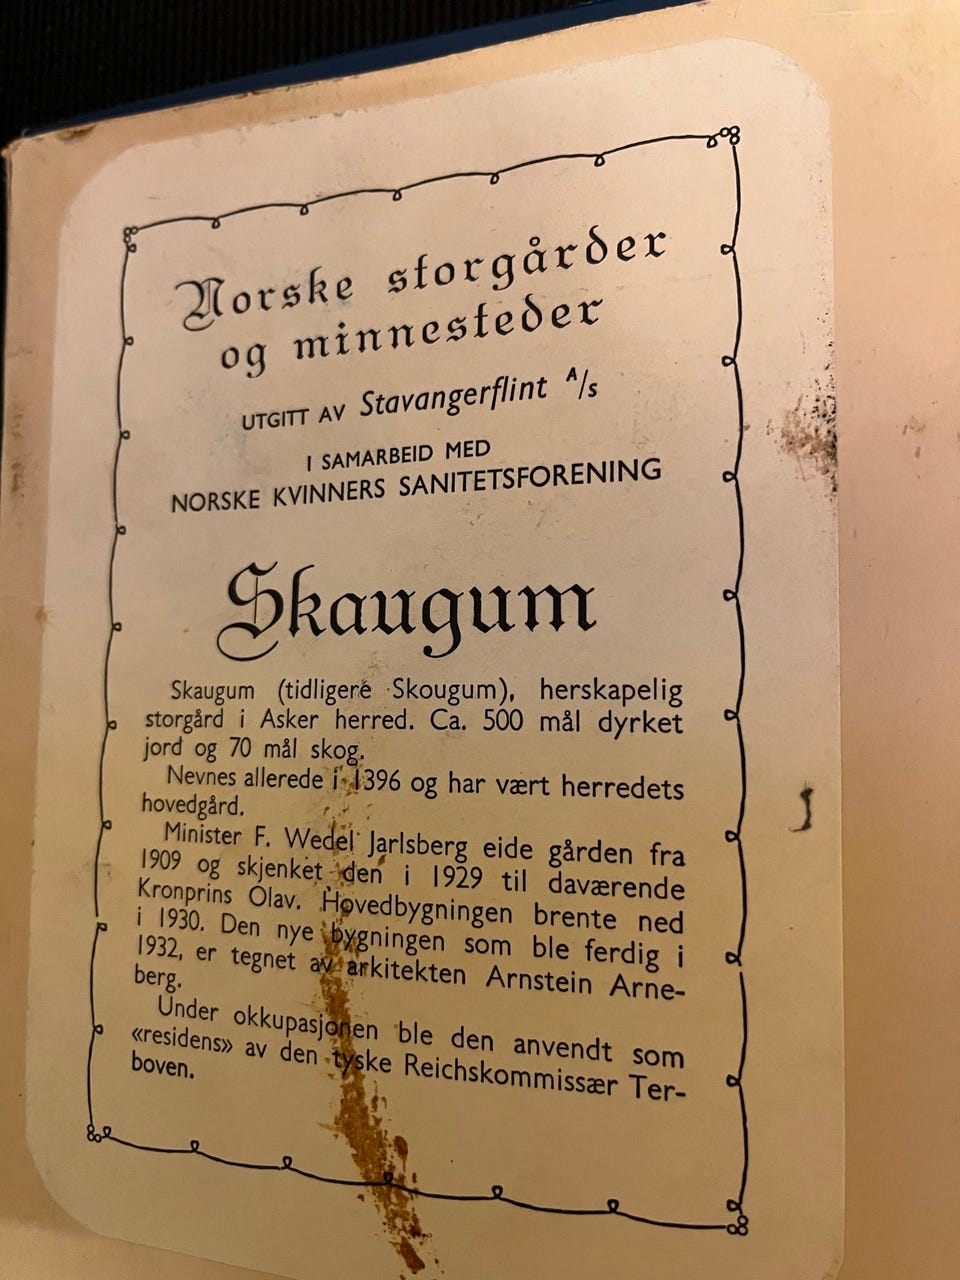 Norske storgårder
og minnesteder
UTGITT AV Stavangerflint A/s
I SAMARBEID MED
NORSKE KVINNERS SANITETSFORENING
Skaugum
Skaugum (tidligere Skougum), herskapelig
storgård i Asker herred. Ca. 500 mål dyrket
jord og 70 mål skog.
Nevnes allerede i 1396 og har vært herredets
hovedgård.
Minister F. Wedel Jarlsberg eide gården fra
1909 og skjenket den i 1929 til daværende
Kronprins Olav. Hovedbygningen brente ned
i 1930. Den nye bygningen som ble ferdig i
1932, er tegnet av arkitekten Arnstein Arne-
berg.
Under okkupasjonen ble den anvendt som
«residens» av den tyske Reichskommissær Ter-
boven.